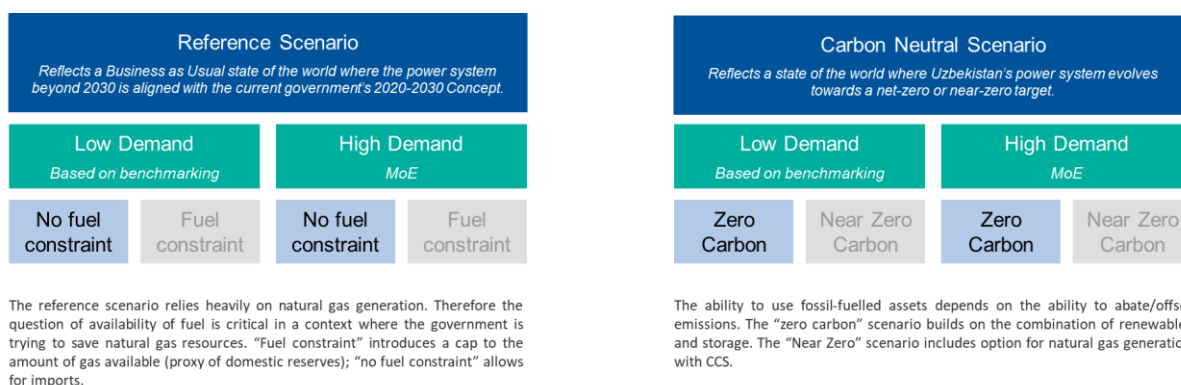 Reference Scenario
Reflects a Business as Usual state of the world where the power system
beyond 2030 is aligned with the current government's 2020-2030 Concept.
Low Demand
Based on benchmarking
High Demand
MoE
No fuel
constraint
Fuel
constraint
No fuel
constraint
Fuel
constraint
The reference scenario relies heavily on natural gas generation. Therefore the
question of availability of fuel is critical in a context where the government is
trying to save natural gas resources. “Fuel constraint” introduces a cap to the
amount of gas available (proxy of domestic reserves); “no fuel constraint” allows
for imports.
Carbon Neutral Scenario
Reflects a state of the world where Uzbekistan's power system evolves
towards a net-zero or near-zero target.
Low Demand
Based on benchmarking
High Demand
MoE
Zero
Carbon
Near Zero
Carbon
Zero
Carbon
Near Zero
Carbon
The ability to use fossil-fuelled assets depends on the ability to abate/offs
emissions. The “zero carbon” scenario builds on the combination of renewable
and storage. The “Near Zero” scenario includes option for natural gas generatio
with CCS.